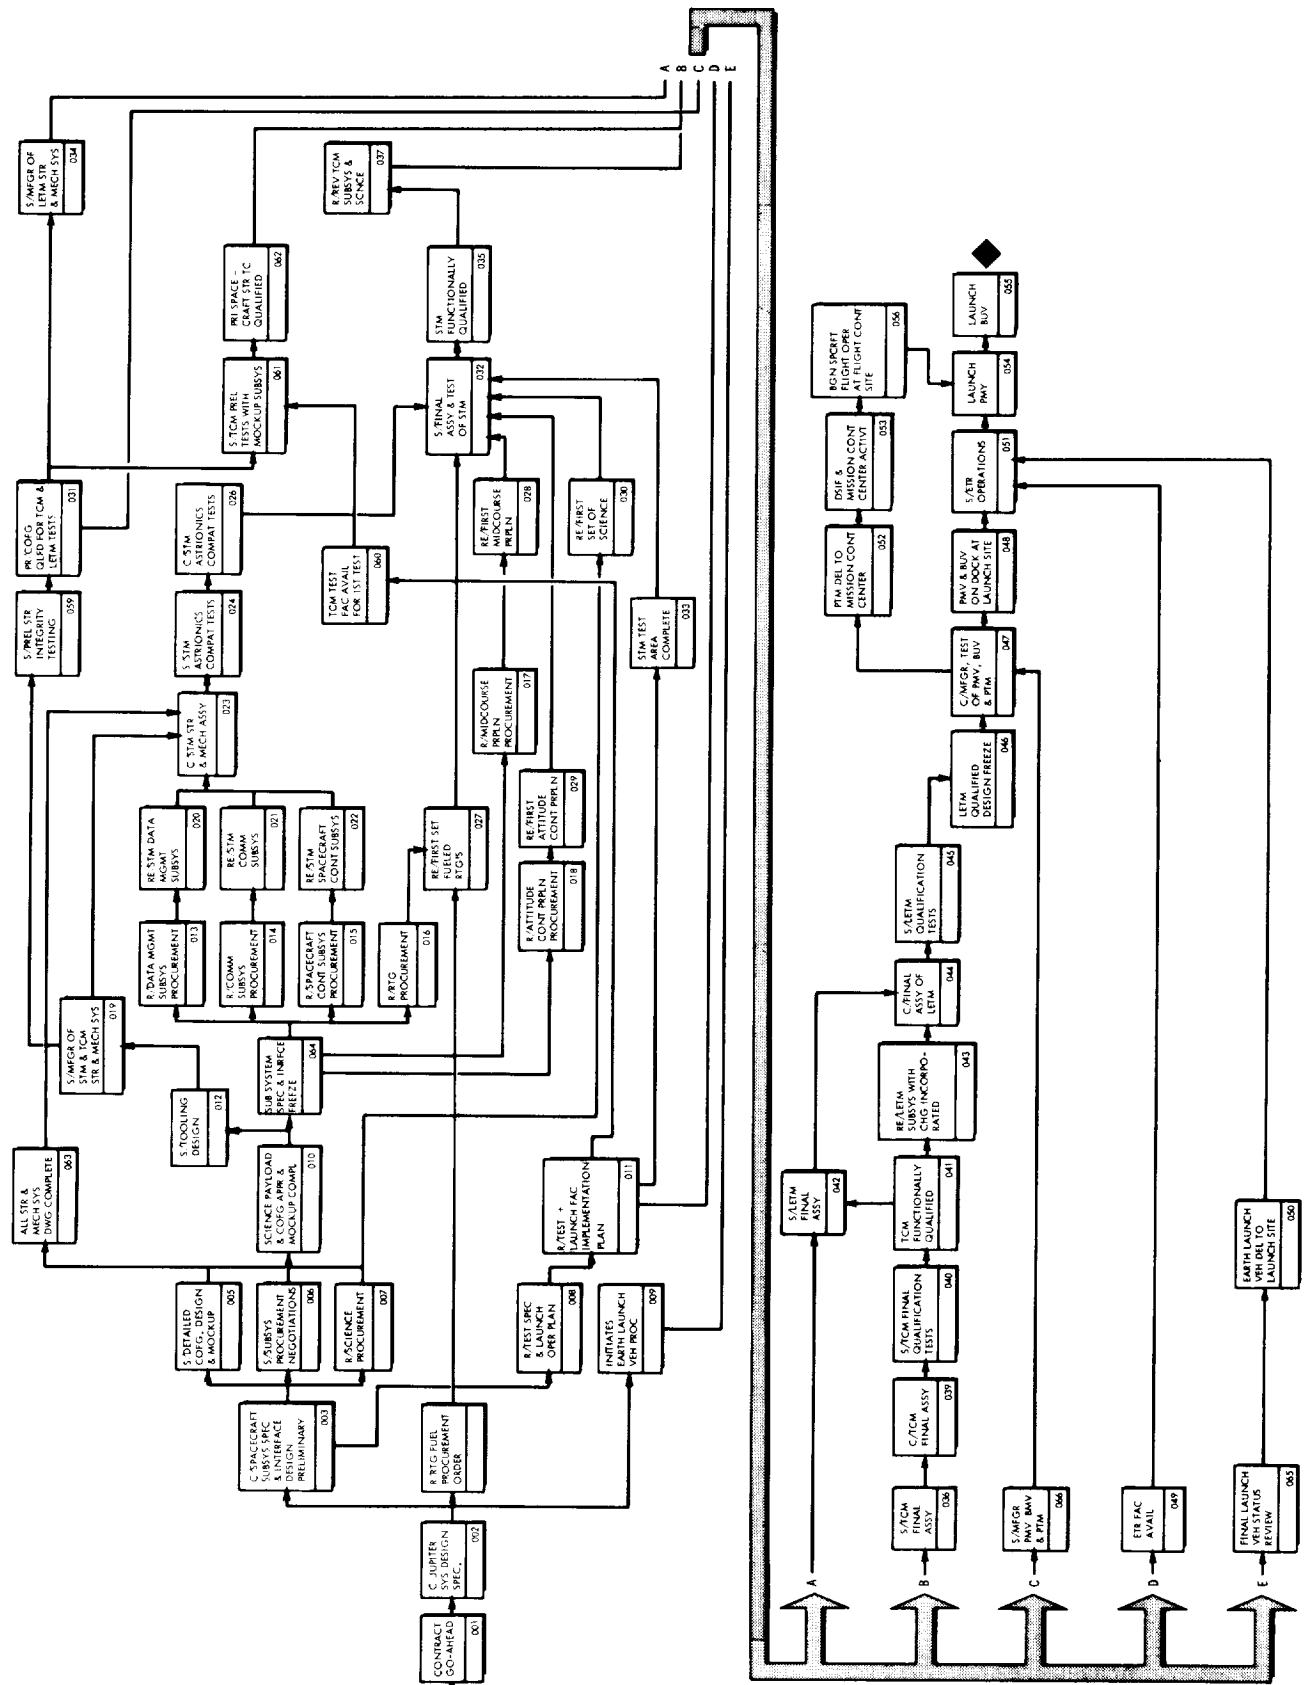 CONTRACT
GO-AHEAD
001
C JUPITER
SYS DESIGN
SPEC.
002
C/SPACECRAFT
SUBSYS SPEC
& INTERFACE
DESIGN
PRELIMINARY
003
R RTG FUEL
PROCUREMENT
ORDER
S/DETAILED
COFG, DESIGN
& MOCKUP
005
S/SUBSYS
PROCUREMENT
NEGOTIATIONS
006
R/SCIENCE
PROCUREMENT
007
R/TEST SPEC
& LAUNCH
OPER PLAN
008
INITIATES
EARTH LAUNCH
VEH PROC
009
ALL STR &
MECH SYS
DWG COMPLETE
063
SCIENCE PAYLOAD
& COFG APPR &
MOCKUP COMPL
010
R/TEST +
LAUNCH FAC
IMPLEMENTATION
PLAN
011
S/TOOLING
DESIGN
012
SUB SYSTEM
SPEC & INRFCE
FREEZE
064
S/MFGR OF
STM & TCM
STR & MECH SYS
019
R/DATA MGMT
SUBSYS
PROCUREMENT
013
R/COMM
SUBSYS
PROCUREMENT
014
R/SPACECRAFT
CONT SUBSYS
PROCUREMENT
015
R/RTG
PROCUREMENT
016
R/ATTITUDE
CONT PRPLN
PROCUREMENT
018
RE/STM DATA
MGMT
SUBSYS
020
RE/STM
COMM
SUBSYS
021
RE/STM
SPACECRAFT
CONT SUBSYS
022
RE/FIRST SET
FUELED
RTG'S
027
RE/FIRST
ATTITUDE
CONT PRPLN
029
C STM STR
& MECH ASSY
023
R/MIDCOURSE
PRPLN
PROCUREMENT
017
S/PREL STR
INTEGRITY
TESTING
059
S/STM
ASTRIONICS
COMPAT TESTS
024
TCM TEST
FAC AVAIL
FOR 1ST TEST
060
STM TEST
AREA
COMPLETE
033
PRI COFG
QLFD FOR TCM &
LETM TESTS
031
C/STM
ASTRIONICS
COMPAT TESTS
026
RE/FIRST
MIDCOURSE
PRPLN
028
RE/FIRST
SET OF
SCIENCE
030
S/TCM PREL
TESTS WITH
MOCKUP SUBSYS
061
S/FINAL
ASSY & TEST
OF STM
032
PRI SPACE -
CRAFT STR TC
QUALIFIED
062
STM
FUNCTIONALLY
QUALIFIED
035
S/MFGR OF
LETM STR
& MECH SYS
034
R/REV TCM
SUBSYS &
SCNCE
037
A
B
C
D
E
A
B
C
D
E
S/TCM
FINAL
ASSY
036
S/MFGR
PMV BMV
& PTM
066
ETR FAC
AVAIL
049
FINAL LAUNCH
VEH STATUS
REVIEW
065
C/TCM
FINAL ASSY
039
S/TCM FINAL
QUALIFICATION
TESTS
040
EARTH LAUNCH
VEH DEL TO
LAUNCH SITE
050
S/LETM
FINAL
ASSY
042
TCM
FUNCTIONALLY
QUALIFIED
041
RE/LETM
SUBSYS WITH
CHG INCORPO-
RATED
043
C/FINAL
ASSY OF
LETM
044
S/LETM
QUALIFICATION
TESTS
045
LETM
QUALIFIED
DESIGN FREEZE
046
C/MFGR, TEST
OF PMV, BUV
& PTM
047
PTM DEL TO
MISSION CONT
CENTER
052
PMV & BUV
ON DOCK AT
LAUNCH SITE
048
DSIF &
MISSION CONT
CENTER ACTIVT
053
S/ETR
OPERATIONS
051
BGN SPCRFT
FLIGHT OPER
AT FLIGHT CONT
SITE
056
LAUNCH
PMY
054
LAUNCH
BUV
055